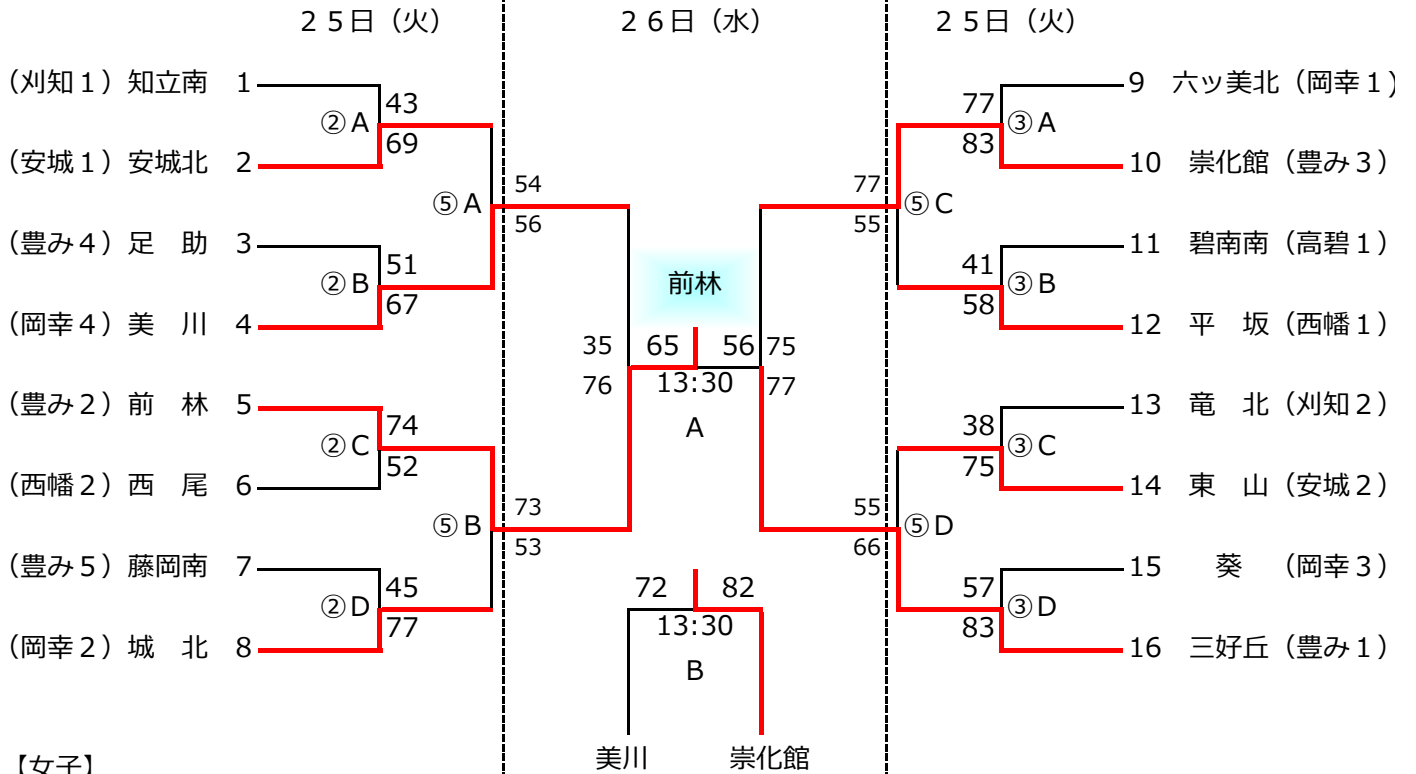 ２５日（火） ２６日（水） ２５日（火）
（刈知１）知立南 1 9 六ッ美北（岡幸１）
43 77
②A ③A
69 83
（安城１）安城北 2 10 崇化館（豊み３）
54 77
⑤A ⑤C
56 55
（豊み４）足　助 3 11 碧南南（高碧１）
51 41
②B 前林 ③B
67 58
（岡幸４）美　川 4 12 平　坂（西幡１）
35 65 56 75
76 13:30 77
（豊み２）前　林 5 13 竜　北（刈知２）
74 A 38
②C ③C
52 75
（西幡２）西　尾 6 14 東　山（安城２）
73 55
⑤B ⑤D
53 66
（豊み５）藤岡南 7 15 葵　（岡幸３）
45 72 82 57
②D ③D
77 13:30 83
（岡幸２）城　北 8 16 三好丘（豊み１）
B
美川 崇化館
【女子】